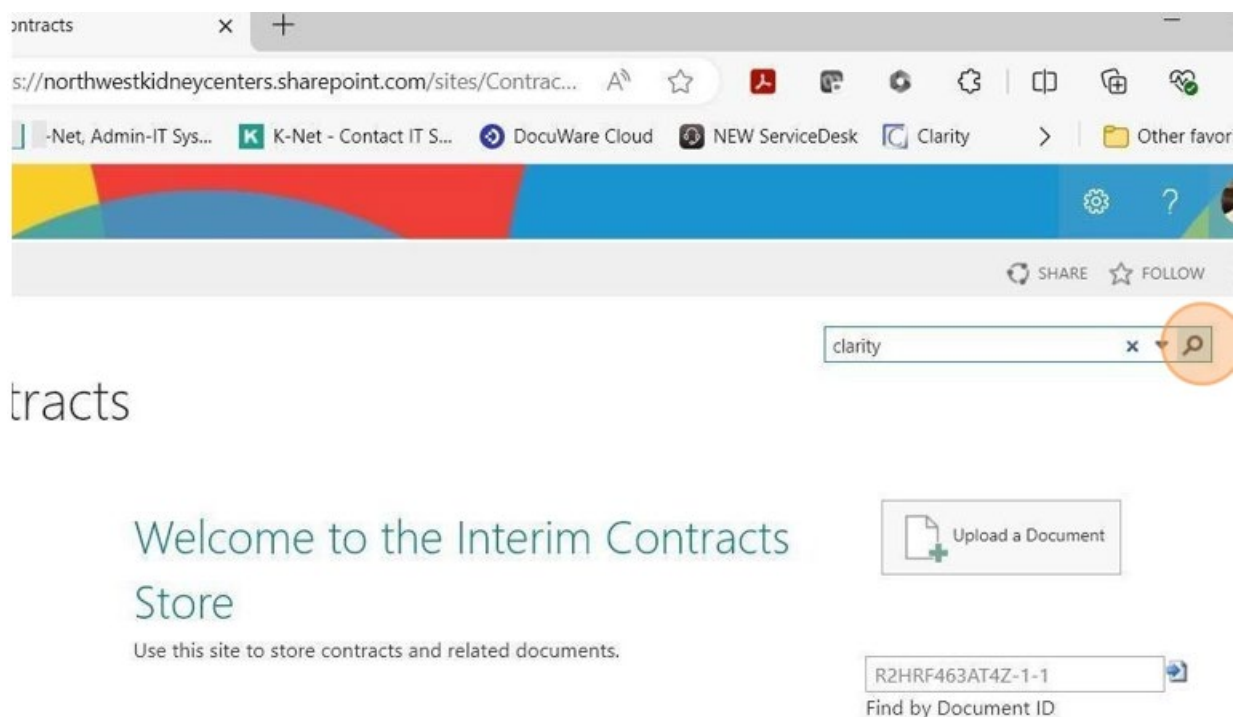 ontracts
s://northwestkidneycenters.sharepoint.com/sites/Contrac...
-Net, Admin-IT Sys... K K-Net - Contact IT S... DocuWare Cloud NEW ServiceDesk Clarity Other favor
SHARE FOLLOW
clarity
tracts
Welcome to the Interim Contracts
Store
Use this site to store contracts and related documents.
Upload a Document
R2HRF463AT4Z-1-1
Find by Document ID